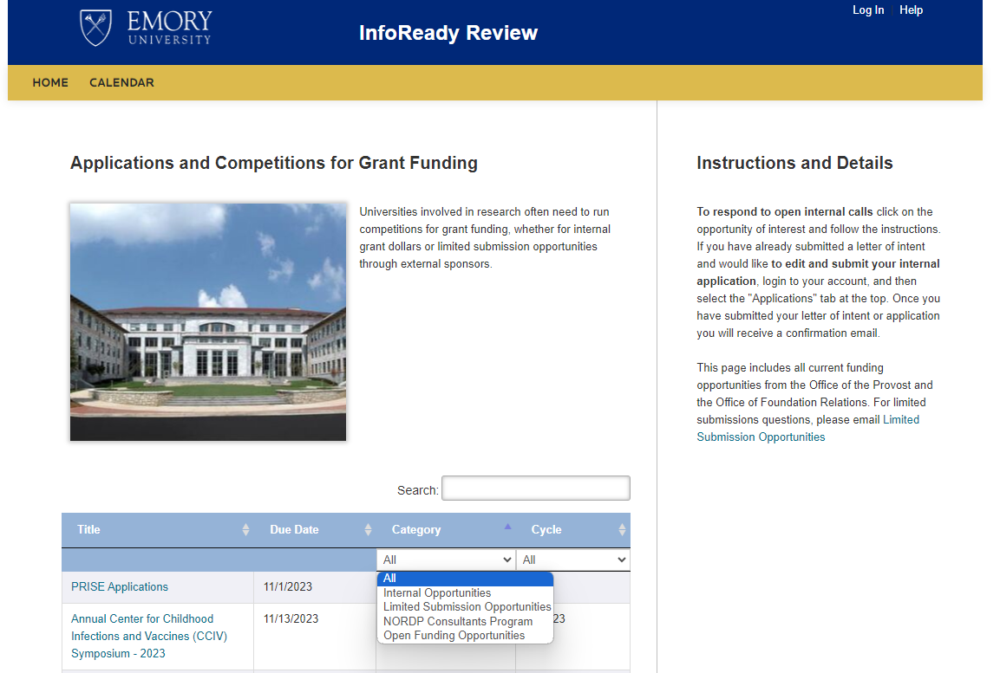 EMORY
UNIVERSITY
InfoReady Review
Log In
Help
HOME
CALENDAR
Applications and Competitions for Grant Funding
Universities involved in research often need to run
competitions for grant funding, whether for internal
grant dollars or limited submission opportunities
through external sponsors.
Instructions and Details
To respond to open internal calls click on the
opportunity of interest and follow the instructions.
If you have already submitted a letter of intent
and would like to edit and submit your internal
application, login to your account, and then
select the "Applications" tab at the top. Once you
have submitted your letter of intent or application
you will receive a confirmation email.
This page includes all current funding
opportunities from the Office of the Provost and
the Office of Foundation Relations. For limited
submissions questions, please email Limited
Submission Opportunities
Search:
Title Due Date Category Cycle
All All
All
Internal Opportunities
Limited Submission Opportunities
NORDP Consultants Program
Open Funding Opportunities
PRISE Applications 11/1/2023
Annual Center for Childhood 11/13/2023 23
Infections and Vaccines (CCIV)
Symposium - 2023